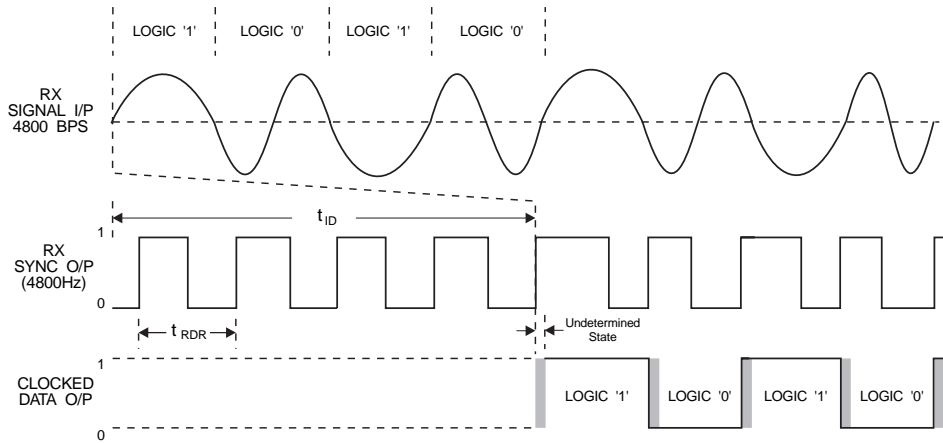 LOGIC '1' LOGIC '0' LOGIC '1' LOGIC '0'
RX
SIGNAL I/P
4800 BPS
t ID
1
RX
SYNC O/P
(4800Hz)
0
t RDR
Undetermined
State
1
CLOCKED
DATA O/P
LOGIC '1' LOGIC '0' LOGIC '1' LOGIC '0'
0